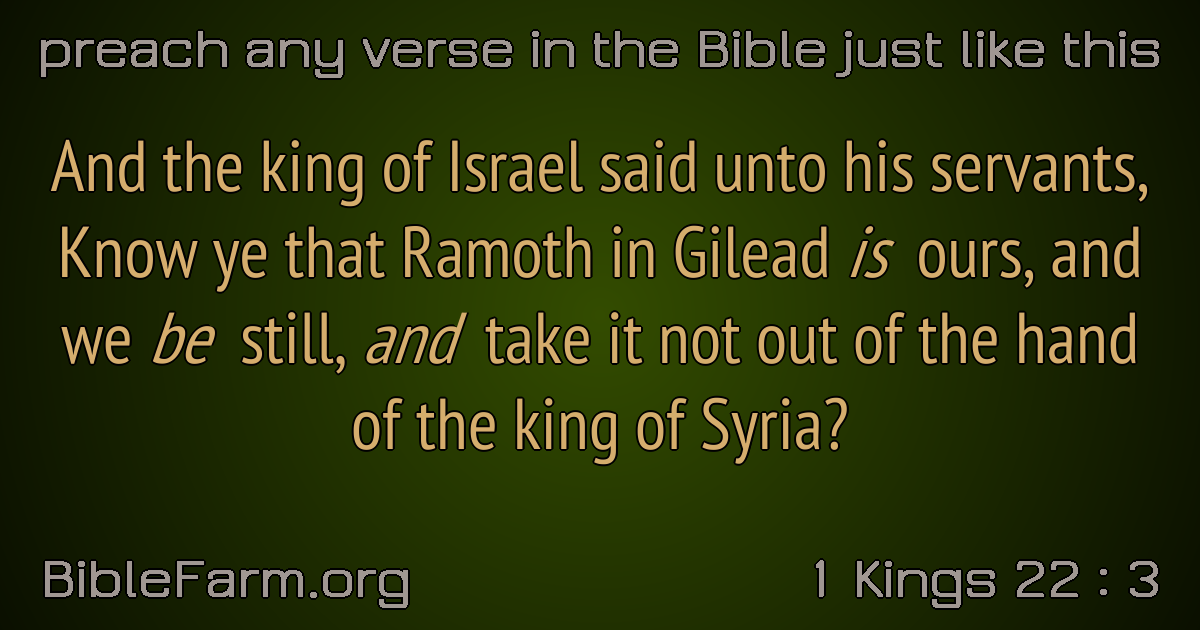 preach any verse in the Bible just like this
And the king of Israel said unto his servants,
Know ye that Ramoth in Gilead is ours, and
we be still, and take it not out of the hand
of the king of Syria?
BibleFarm.org
1 Kings 22 : 3